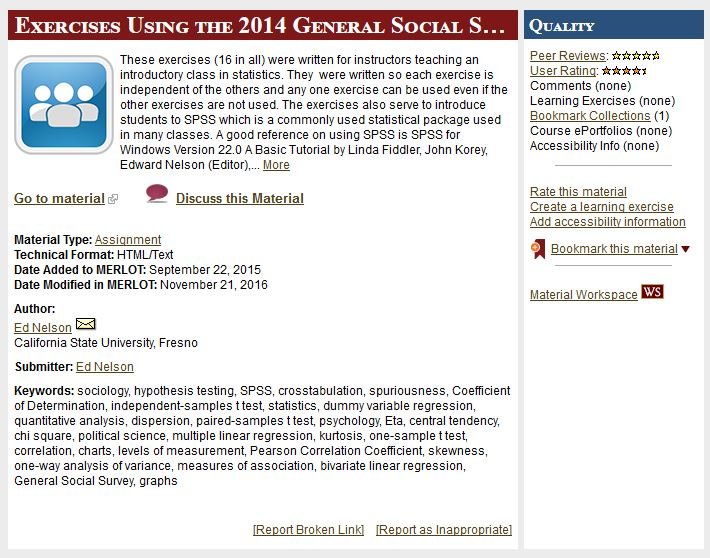 Exercises Using the 2014 General Social S...
These exercises (16 in all) were written for instructors teaching an
introductory class in statistics. They were written so each exercise is
independent of the others and any one exercise can be used even if the
other exercises are not used. The exercises also serve to introduce
students to SPSS which is a commonly used statistical package used
in many classes. A good reference on using SPSS is SPSS for
Windows Version 22.0 A Basic Tutorial by Linda Fiddler, John Korey,
Edward Nelson (Editor),... More
Go to material
Discuss this Material
Material Type: Assignment
Technical Format: HTML/Text
Date Added to MERLOT: September 22, 2015
Date Modified in MERLOT: November 21, 2016
Author:
Ed Nelson
California State University, Fresno
Submitter: Ed Nelson
Keywords: sociology, hypothesis testing, SPSS, crosstabulation, spuriousness, Coefficient
of Determination, independent-samples t test, statistics, dummy variable regression,
quantitative analysis, dispersion, paired-samples t test, psychology, Eta, central tendency,
chi square, political science, multiple linear regression, kurtosis, one-sample t test,
correlation, charts, levels of measurement, Pearson Correlation Coefficient, skewness,
one-way analysis of variance, measures of association, bivariate linear regression,
General Social Survey, graphs
[Report Broken Link] [Report as Inappropriate]
Quality
Peer Reviews:
User Rating:
Comments (none)
Learning Exercises (none)
Bookmark Collections (1)
Course ePortfolios (none)
Accessibility Info (none)
Rate this material
Create a learning exercise
Add accessibility information
Bookmark this material
Material Workspace WS